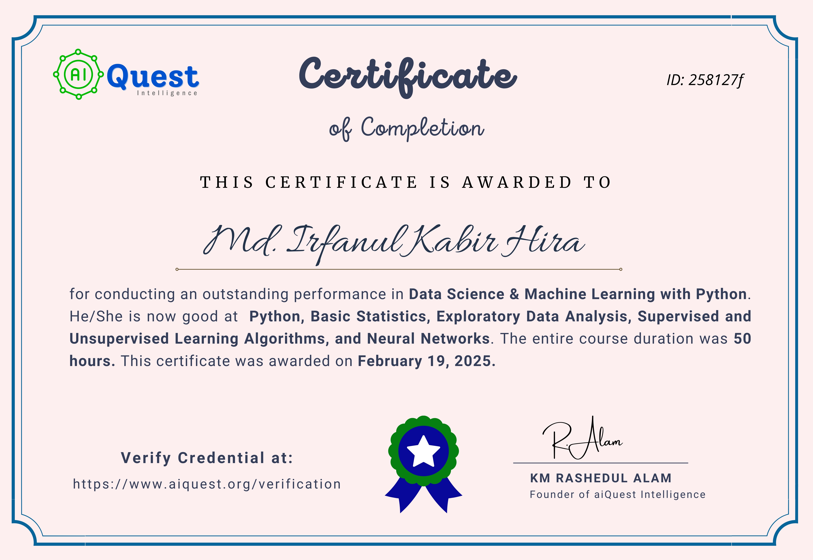 AI Quest
Intelligence
Certificate
ID: 258127f
of Completion
THIS CERTIFICATE IS AWARDED TO
Md. Irfanul Kabir Hira
for conducting an outstanding performance in Data Science & Machine Learning with Python.
He/She is now good at Python, Basic Statistics, Exploratory Data Analysis, Supervised and
Unsupervised Learning Algorithms, and Neural Networks. The entire course duration was 50
hours. This certificate was awarded on February 19, 2025.
R. Alam
Verify Credential at:
https://www.aiquest.org/verification
KM RASHEDUL ALAM
Founder of aiQuest Intelligence